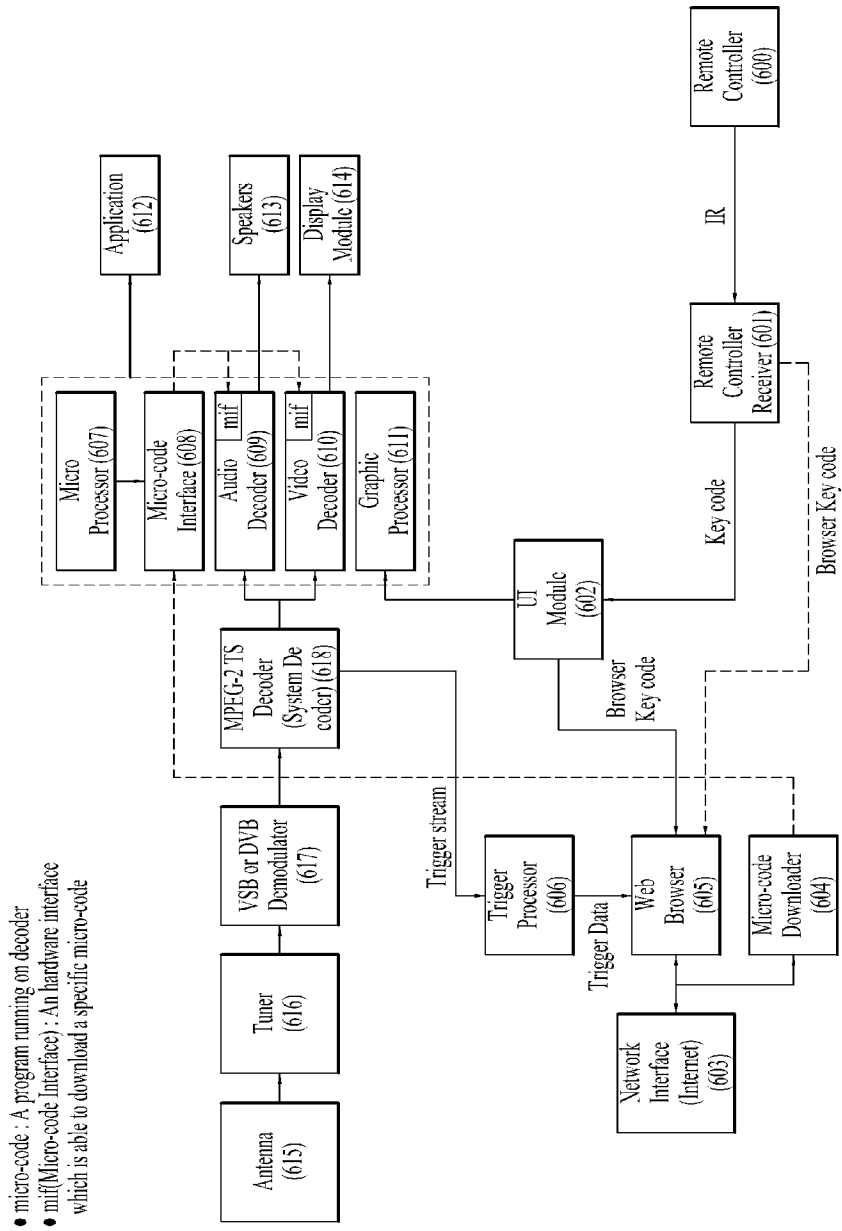 ● micro-code : A program running on decoder
● mif(Micro-code Interface) : An hardware interface
which is able to download a specific micro-code
Antenna
(615)
Tuner
(616)
VSB or DVB
Demodulator
(617)
MPEG-2 TS
Decoder
(System De
coder) (618)
Micro
Processor (607)
Micro-code
Interface (608)
Audio
Decoder (609)
mif
Video
Decoder (610)
mif
Graphic
Processor (611)
Application
(612)
Speakers
(613)
Display
Module (614)
Trigger stream
Trigger
Processor
(606)
Trigger Data
Network
Interface
(Internet)
(603)
Web
Browser
(605)
Micro-code
Downloader
(604)
Browser
Key code
UI
Module
(602)
Key code
Browser Key code
Remote
Controller
Receiver (601)
IR
Remote
Controller
(600)